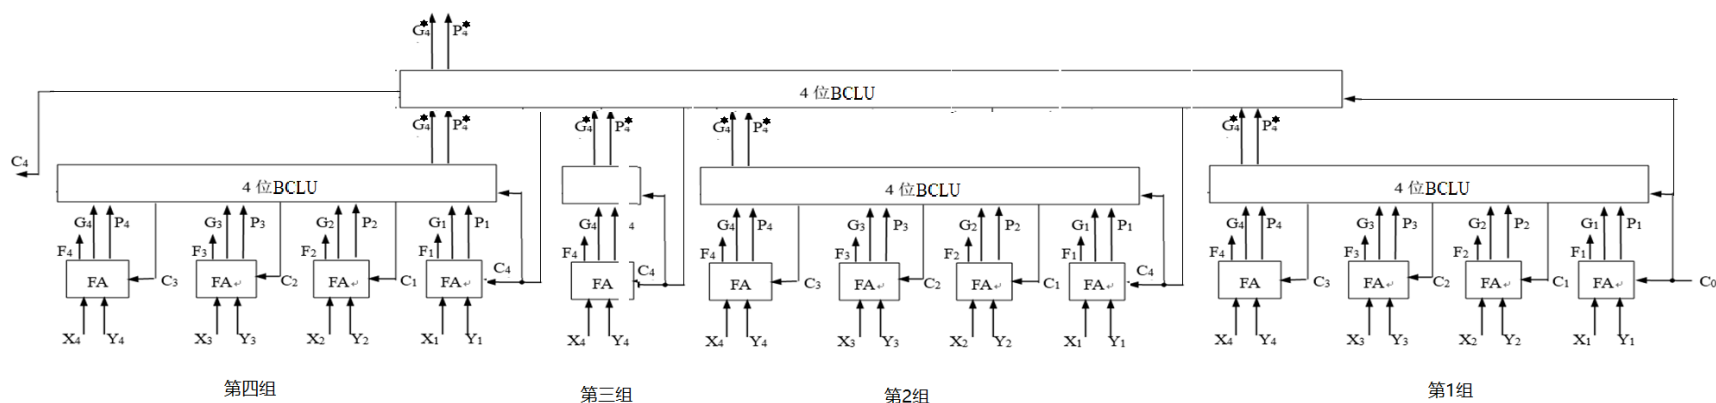 G4* P4*
4 位BCLU
G4* P4* G4* P4* G4* P4* G4* P4*
C4
4 位BCLU 4 位BCLU 4 位BCLU
G4 P4 G3 P3 G2 P2 G1 P1 G4 4 G4 P4 G3 P3 G2 P2 G1 P1 G4 P4 G3 P3 G2 P2 G1 P1
F4 F3 F2 F1 F4 F4 F3 F2 F1 F4 F3 F2 F1
FA C3 FA C2 FA C1 FA C4 FA C4 FA C3 FA C2 FA C1 FA C4 FA C3 FA C2 FA C1 FA C0
X4 Y4 X3 Y3 X2 Y2 X1 Y1 X4 Y4 X4 Y4 X3 Y3 X2 Y2 X1 Y1 X4 Y4 X3 Y3 X2 Y2 X1 Y1
第四组 第三组 第2组 第1组